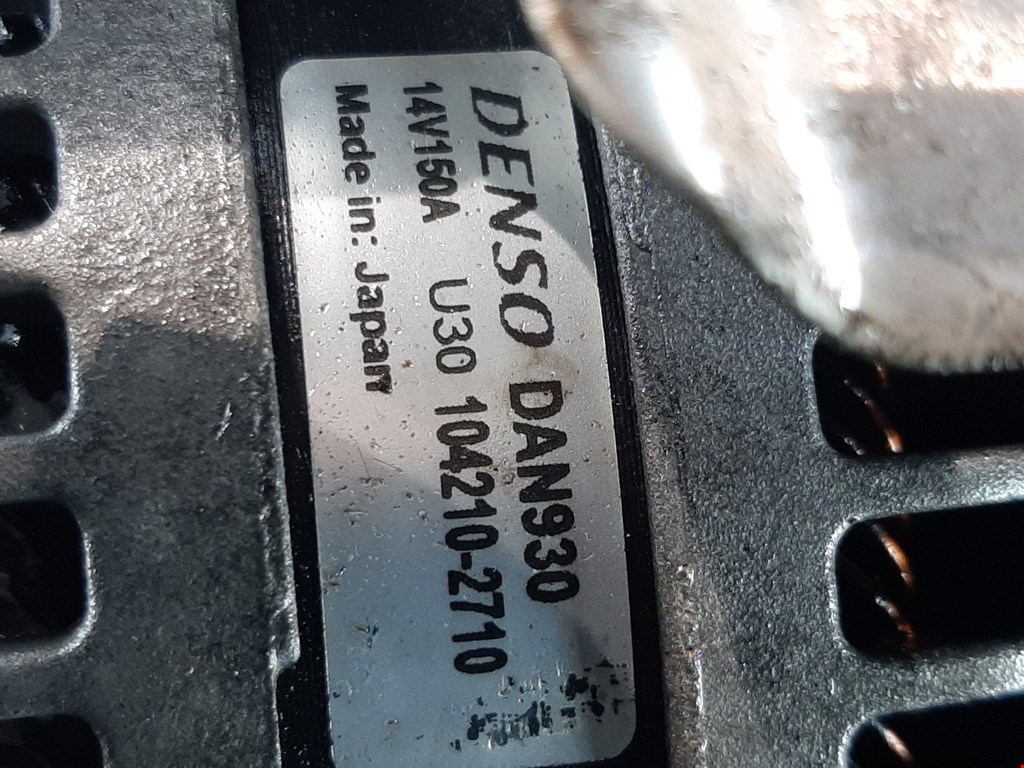 DENSO DAN930
14V150A U30 104210-2710
Made in: Japan